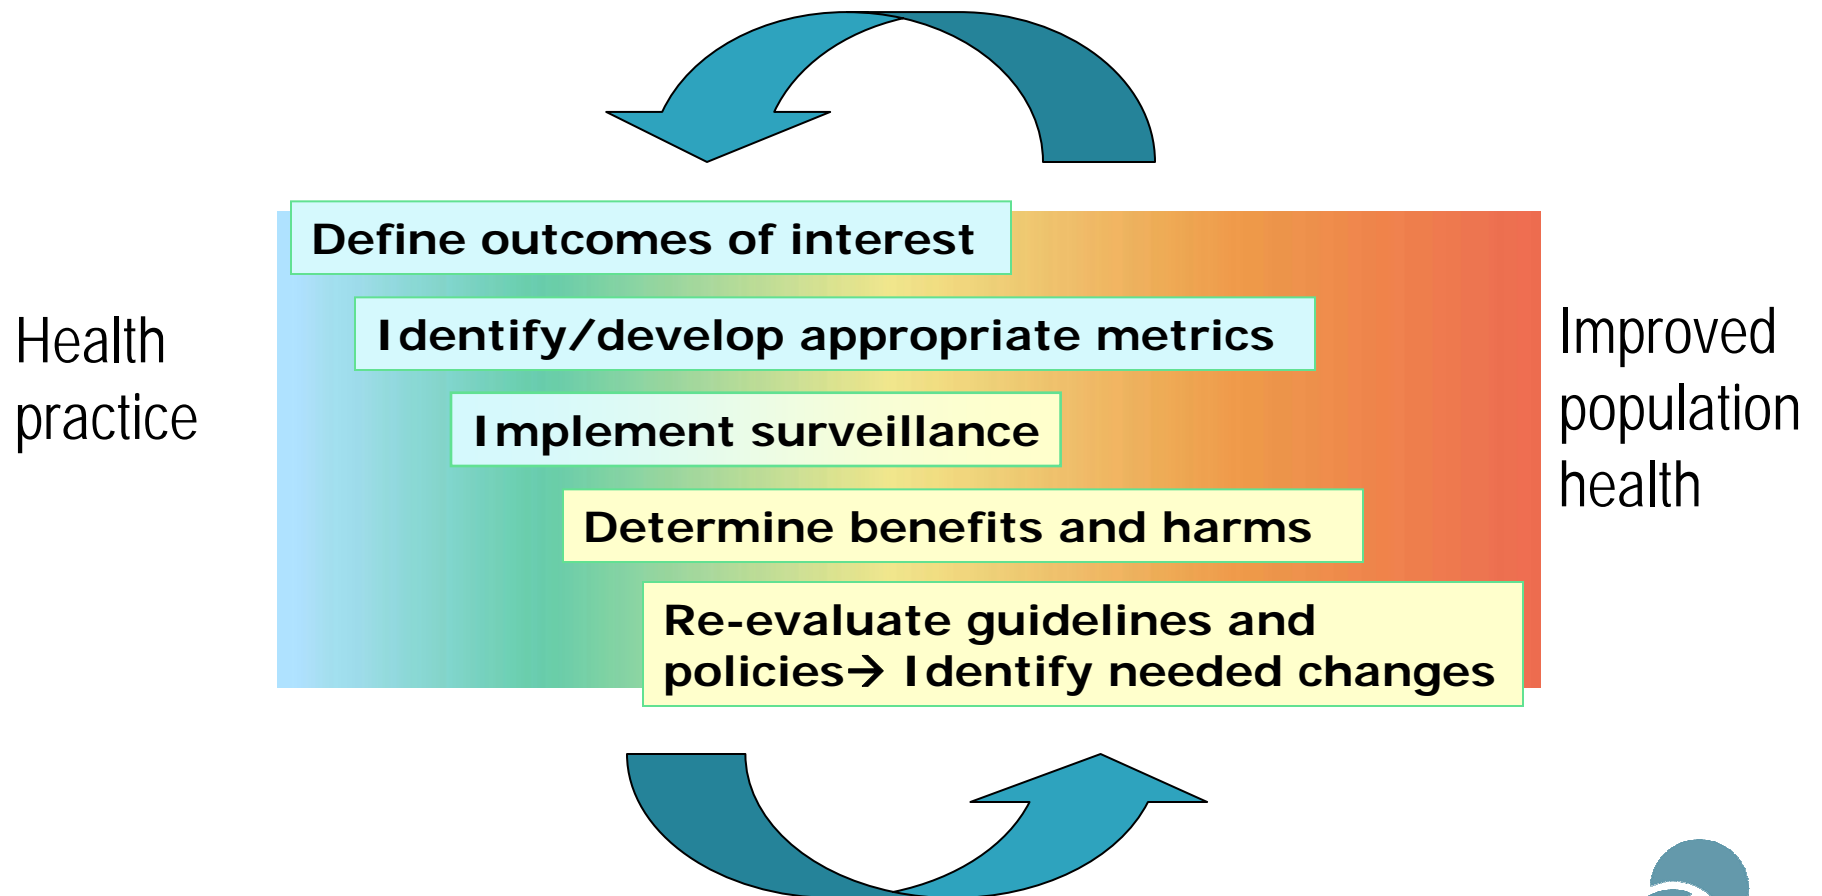 Define outcomes of interest
Identify/develop appropriate metrics
Health
practice
Implement surveillance
Improved
population
health
Determine benefits and harms
Re-evaluate guidelines and
policies→ Identify needed changes